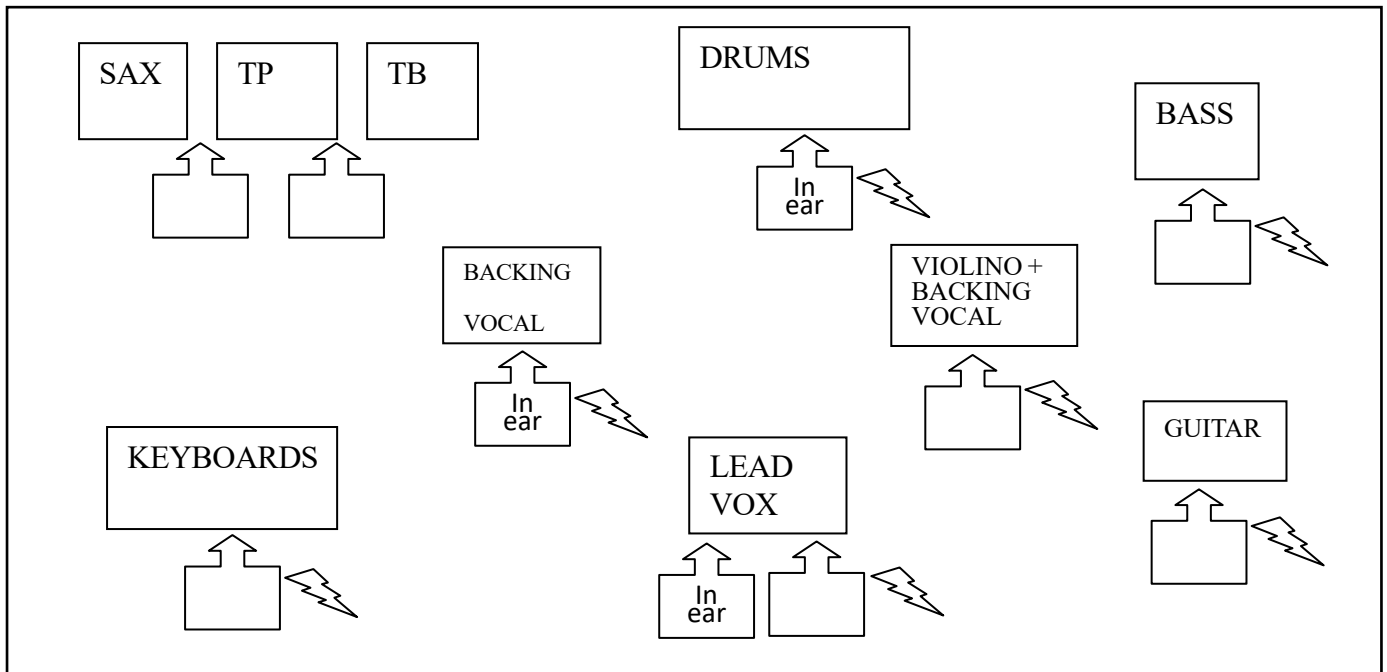 SAX
TP
TB
DRUMS
BASS
In
ear
BACKING
VOCAL
VIOLINO +
BACKING
VOCAL
In
ear
GUITAR
KEYBOARDS
LEAD
VOX
In
ear